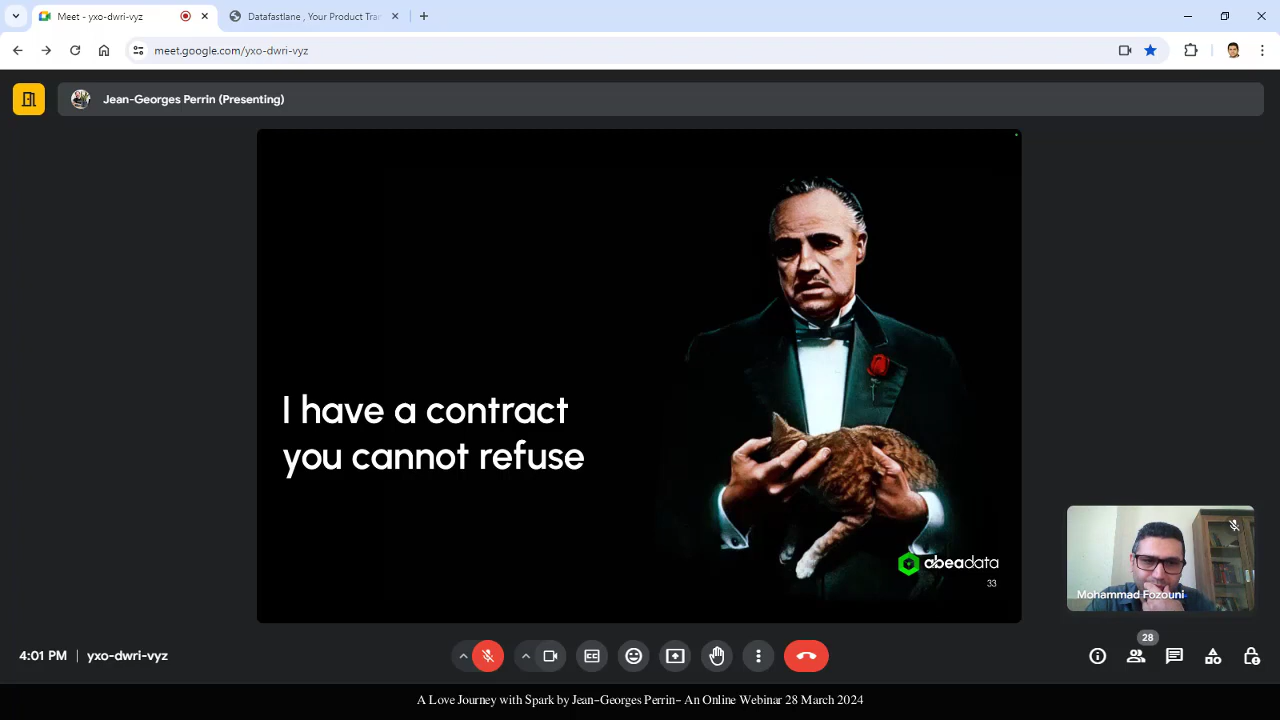 Meet - yxo-dwri-vyz
Datafastlane , Your Product Tra
meet.google.com/yxo-dwri-vyz
Jean-Georges Perrin (Presenting)
I have a contract
you cannot refuse
abeadata
33
Mohammad Fozouni
28
4:01 PM | yxo-dwri-vyz
CC
A Love Journey with Spark by Jean-Georges Perrin- An Online Webinar 28 March 2024